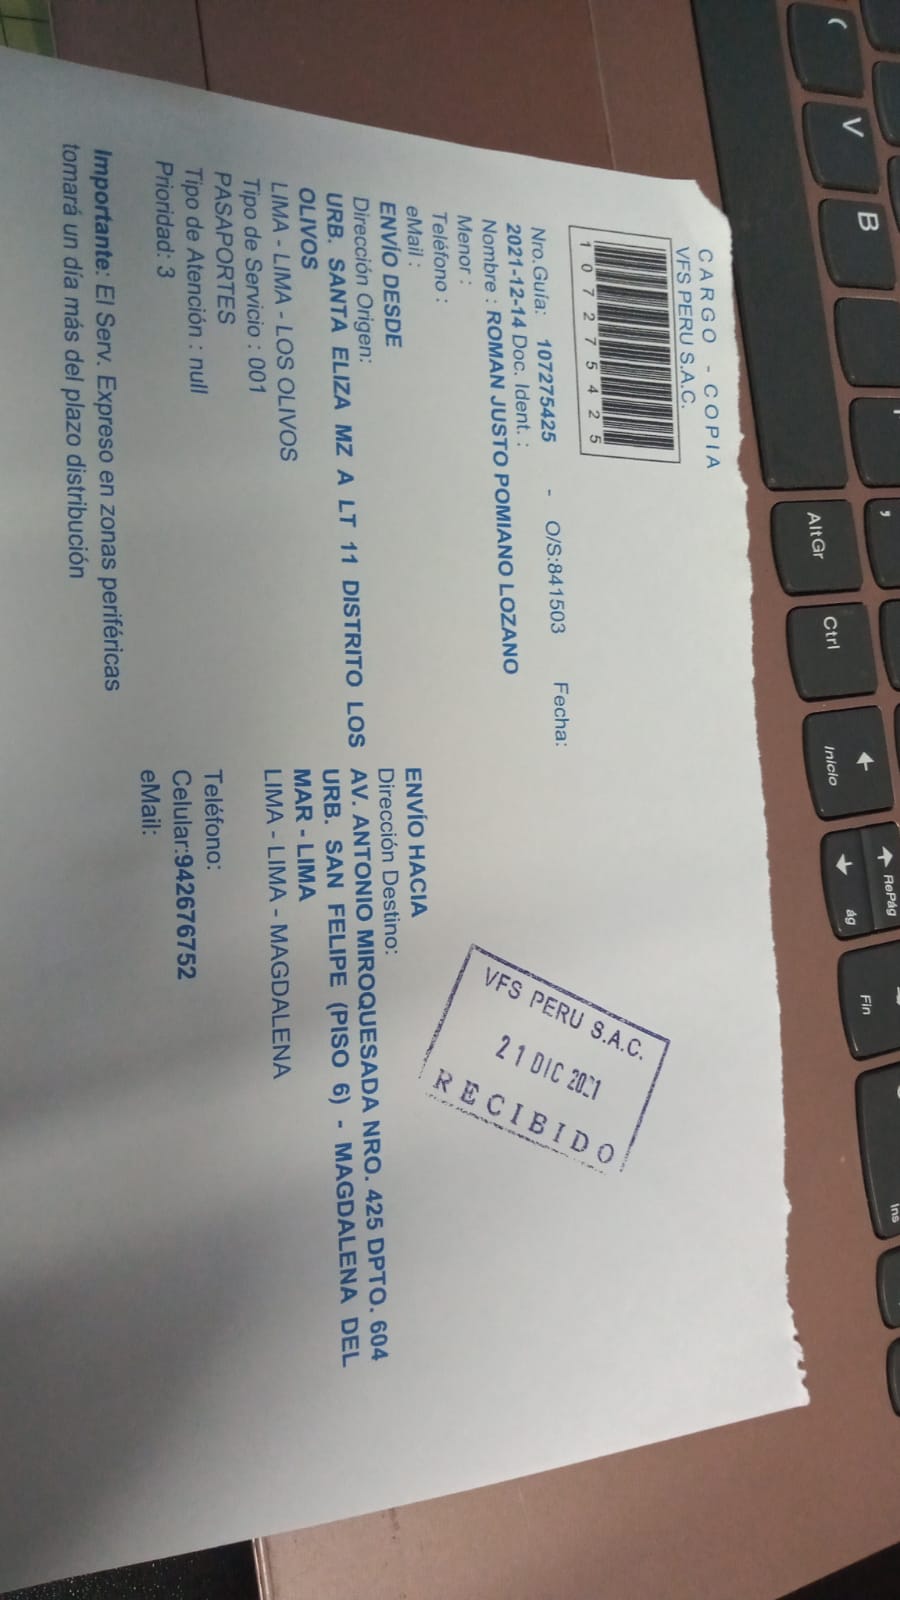 CARGO - COPIA
VFS PERU S.A.C.
107275425
Nro.Guía: 107275425 - O/S:841503 Fecha:
2021-12-14 Doc. Ident. :
Nombre : ROMAN JUSTO POMIANO LOZANO
Menor :
Teléfono :
eMail :
ENVÍO DESDE
Dirección Origen:
URB. SANTA ELIZA MZ A LT 11 DISTRITO LOS
OLIVOS
LIMA - LIMA - LOS OLIVOS
Tipo de Servicio : 001
PASAPORTES
Tipo de Atención : null
Prioridad: 3
ENVÍO HACIA
Dirección Destino:
AV. ANTONIO MIROQUESADA NRO. 425 DPTO. 604
URB. SAN FELIPE (PISO 6) - MAGDALENA DEL
MAR - LIMA
LIMA - LIMA - MAGDALENA
Teléfono:
Celular:942676752
eMail:
Importante: El Serv. Expreso en zonas periféricas
tomará un día más del plazo distribución
VFS PERU S.A.C.
21 DIC 2021
RECIBIDO
(
V
B
;
AltGr
Ctrl
Inicio
RePág
ág
Fin
Ins